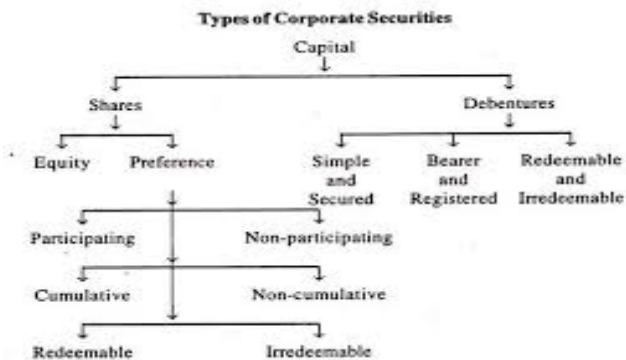 Types of Corporate Securities
Capital
Shares Debentures
Equity Preference Simple Bearer Redeemable
and and and
Secured Registered Irredeemable
Participating Non-participating
Cumulative Non-cumulative
Redeemable Irredeemable